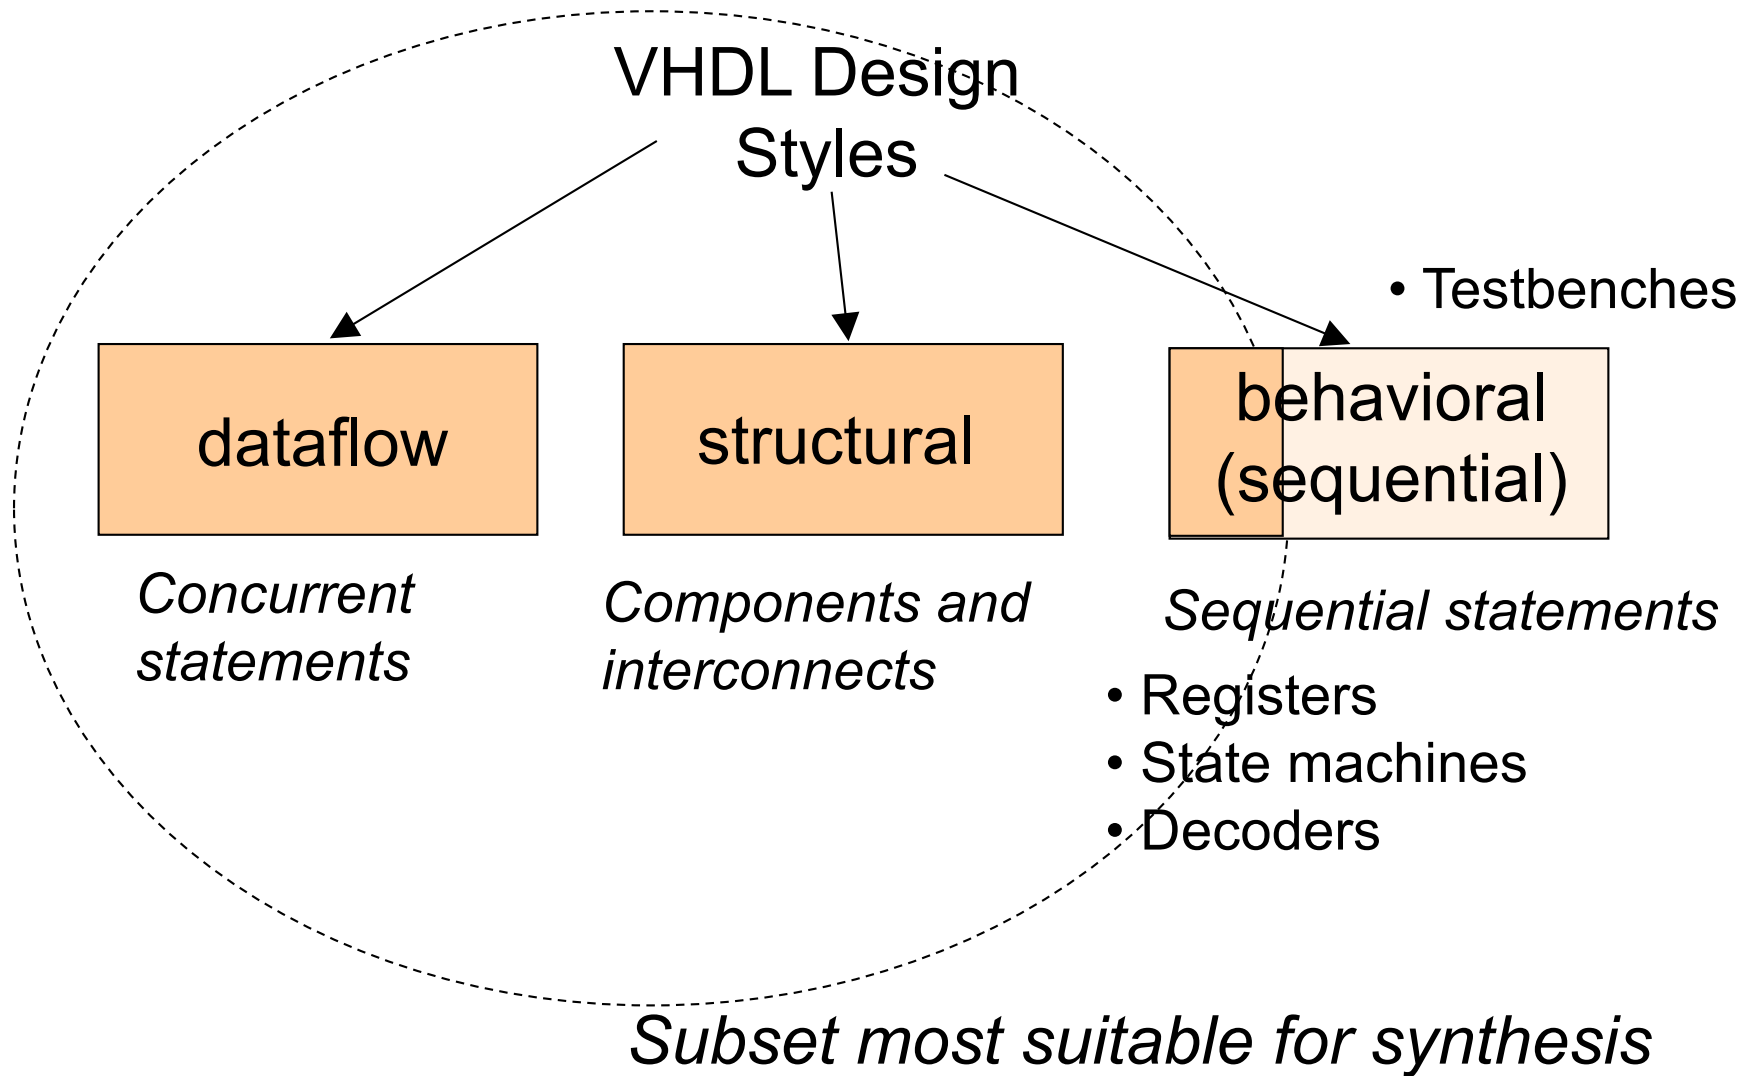 VHDL Design
Styles
• Testbenches
dataflow
structural
behavioral
(sequential)
Concurrent
statements
Components and
interconnects
Sequential statements
• Registers
• State machines
• Decoders
Subset most suitable for synthesis